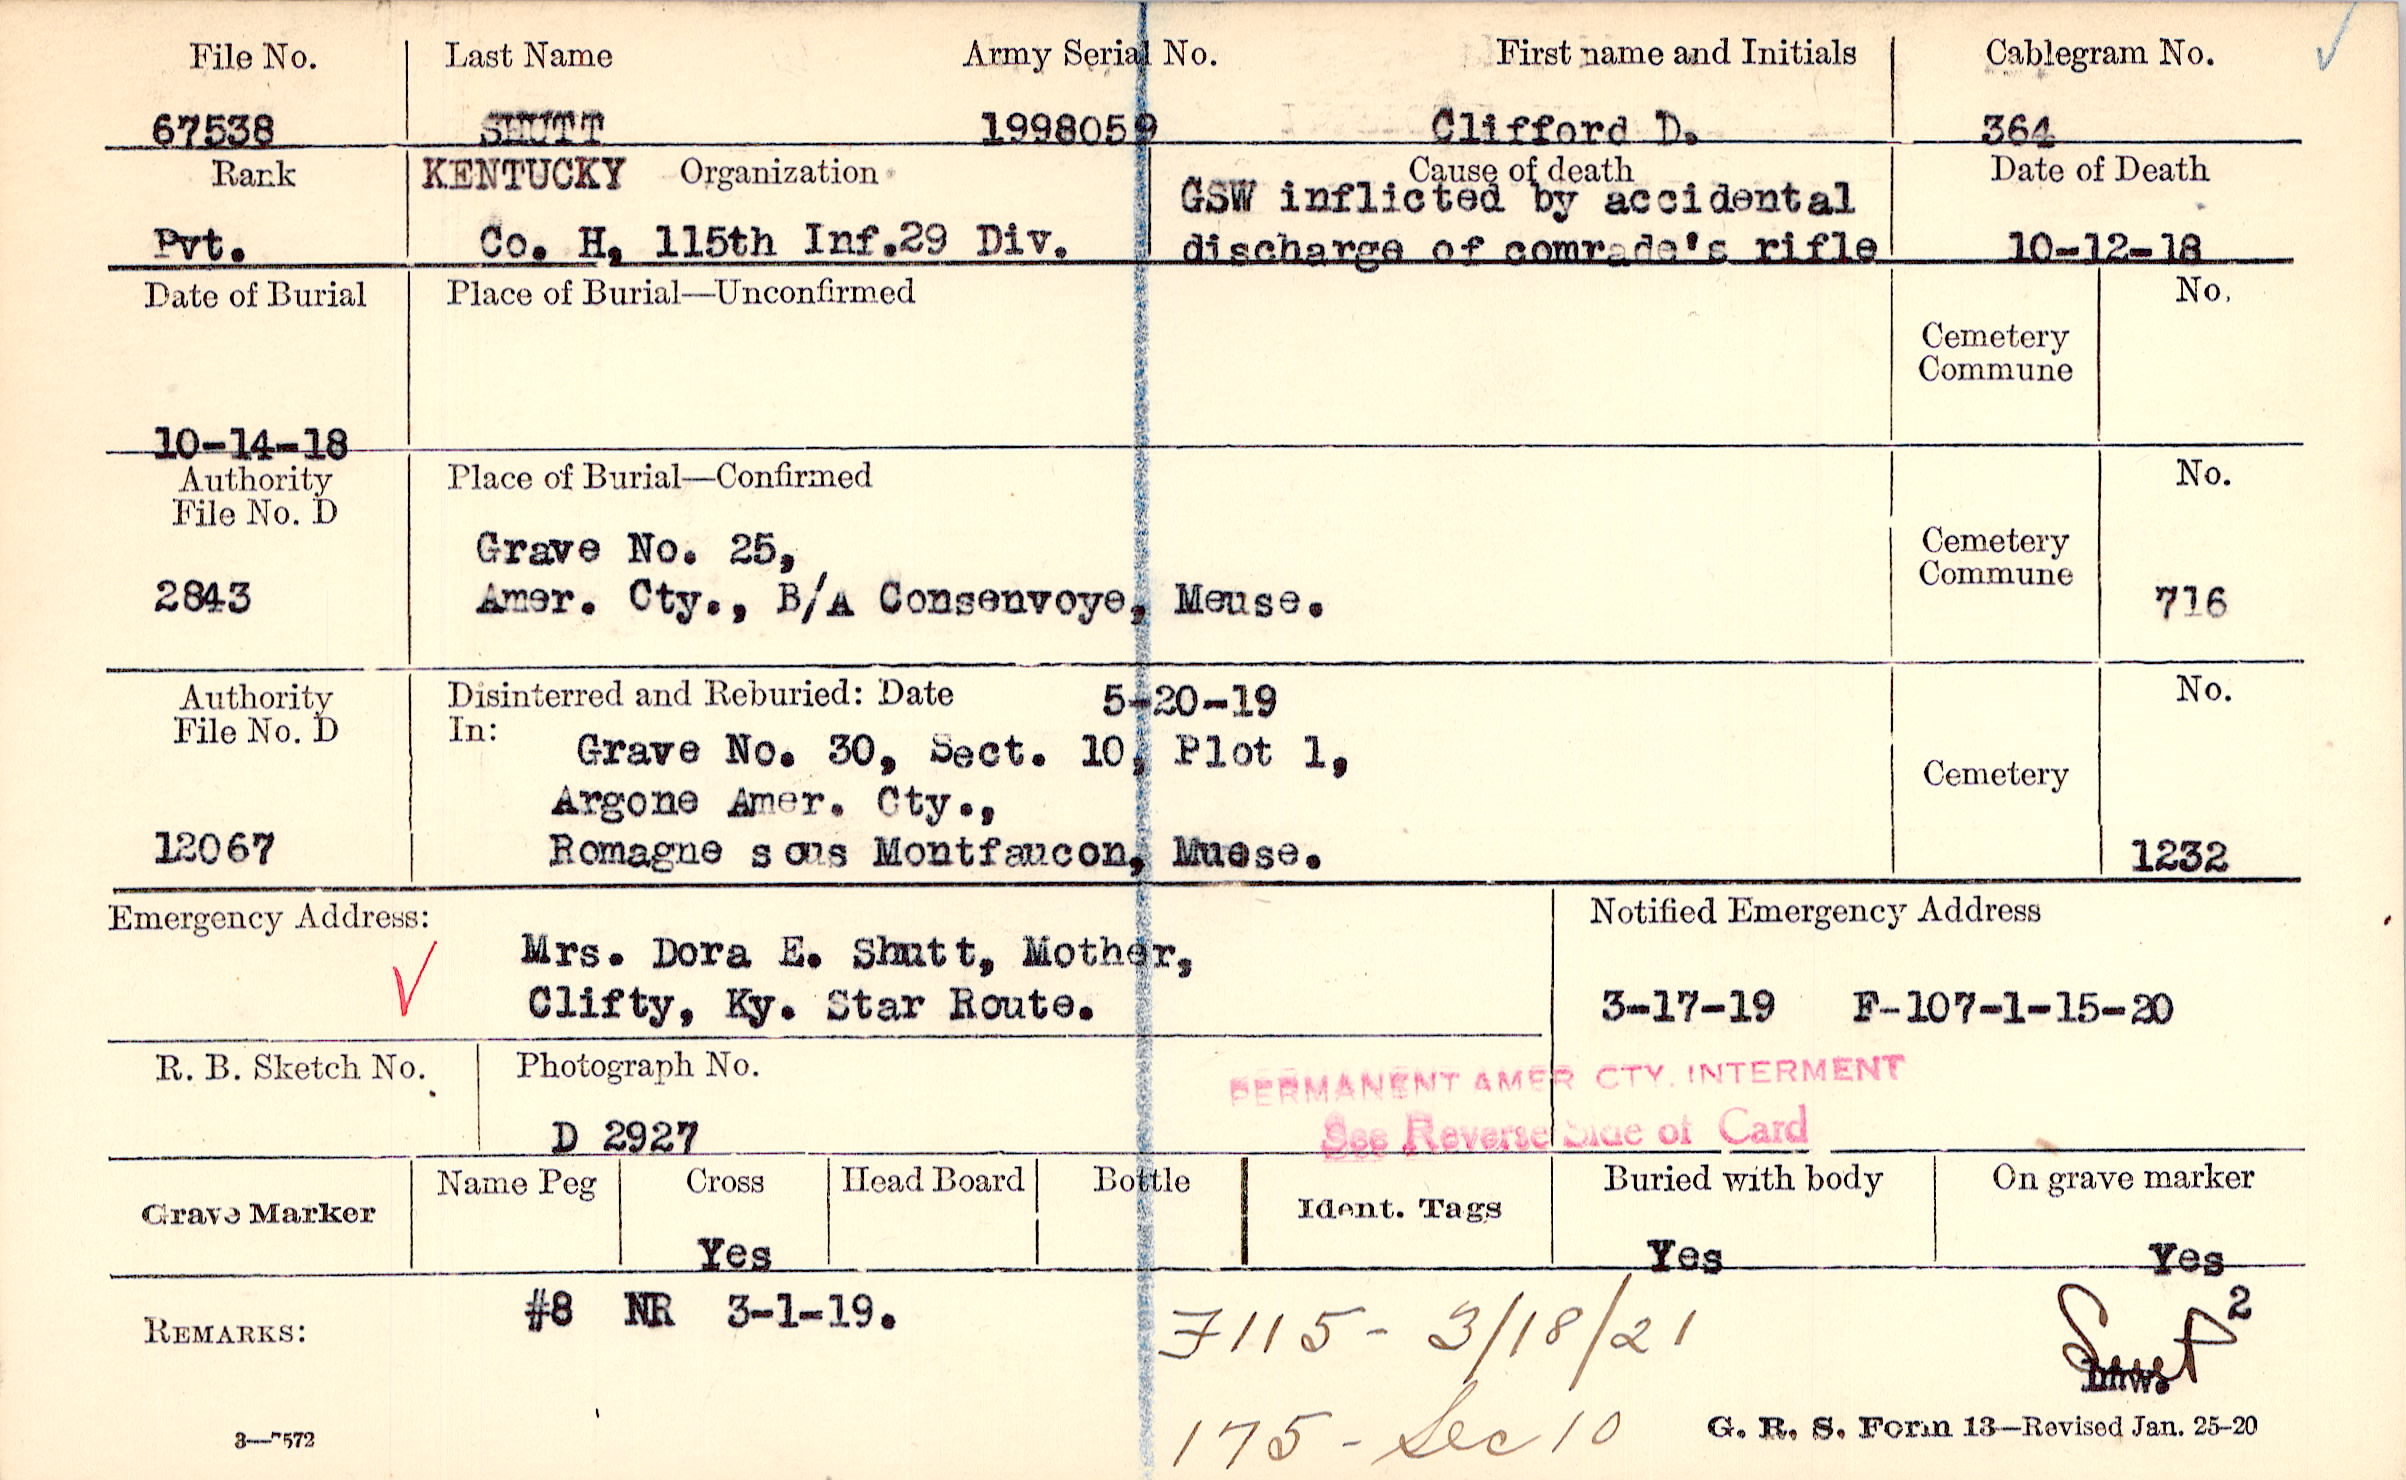 File No. Last Name Army Serial No. First name and Initials Cablegram No.
67538 SHUTT 1998059 Clifford D. 364
Rank KENTUCKY Organization Cause of death Date of Death
GSW inflicted by accidental
Pvt. Co. H, 115th Inf.29 Div. discharge of comrade's rifle 10-12-18
Date of Burial Place of Burial—Unconfirmed No.
Cemetery
Commune
10-14-18
Authority Place of Burial—Confirmed No.
File No. D
Grave No. 25, Cemetery
Commune
2843 Amer. Cty., B/A Consenvoye, Meuse. 716
Authority Disinterred and Reburied: Date 5-20-19 No.
File No. D In:
Grave No. 30, Sect. 10, Plot 1,
Argone Amer. Cty., Cemetery
12067 Romagne sous Montfaucon, Muese. 1232
Emergency Address: Notified Emergency Address
Mrs. Dora E. Shutt, Mother,
Clifty, Ky. Star Route. 3-17-19 F-107-1-15-20
R. B. Sketch No. Photograph No. PERMANENT AMER CTY. INTERMENT
D 2927 See Reverse Side of Card
Grave Marker Name Peg Cross Head Board Bottle Ident. Tags Buried with body On grave marker
Yes Yes Yes
REMARKS: #8 NR 3-1-19. 2
F115- 3/18/21
175- Sec 10
3—7572 G. R. S. Form 13—Revised Jan. 25-20